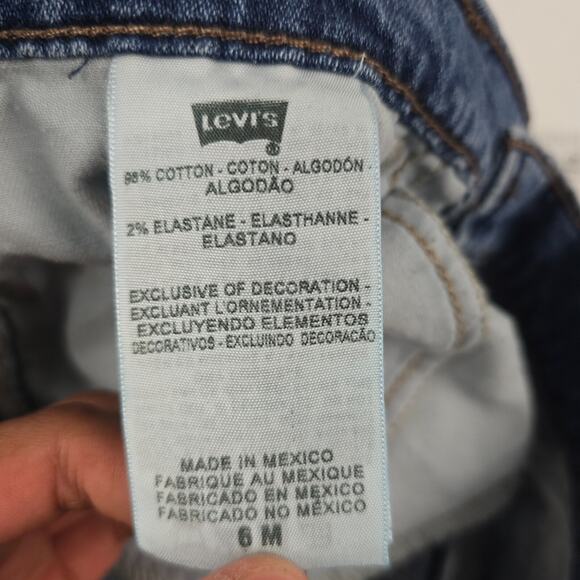 Levi's
®
98% COTTON - COTON - ALGODÓN -
ALGODÃO
2% ELASTANE - ELASTHANNE -
ELASTANO
EXCLUSIVE OF DECORATION -
EXCLUANT L'ORNEMENTATION -
EXCLUYENDO ELEMENTOS
DECORATIVOS - EXCLUINDO DECORAÇÃO
MADE IN MEXICO
FABRIQUE AU MEXIQUE
FABRICADO EN MEXICO
FABRICADO NO MÉXICO
6 M